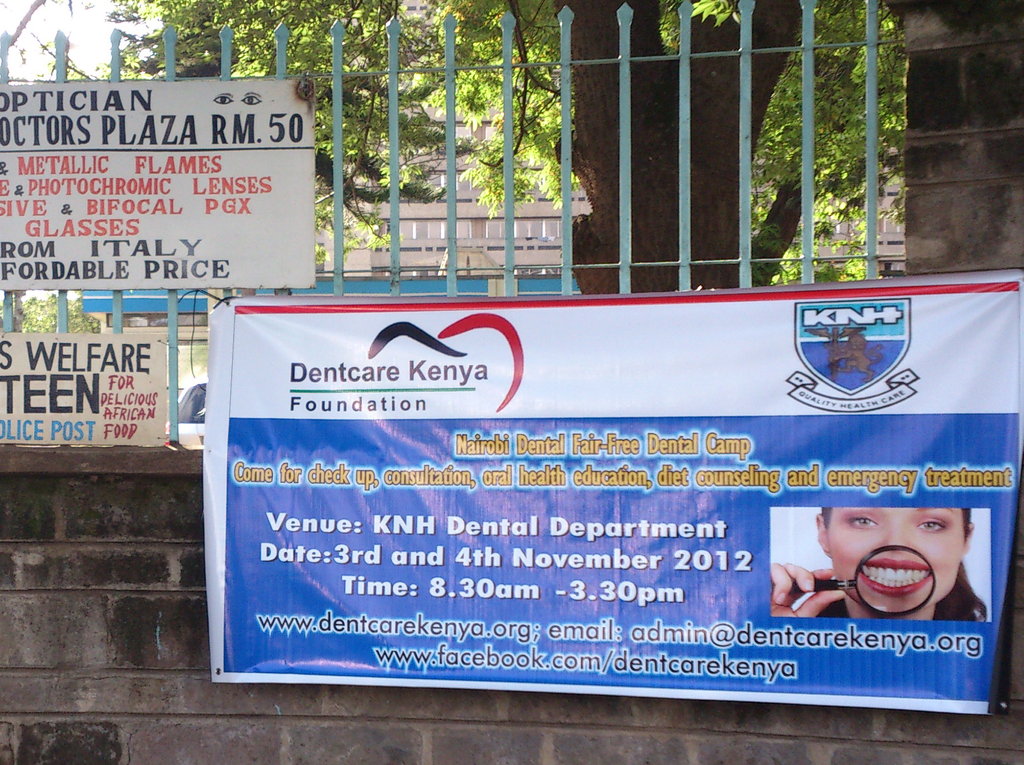 OPTICIAN
OCTORS PLAZA RM. 50
& METALLIC FLAMES
E & PHOTOCHROMIC LENSES
SIVE & BIFOCAL PGX
GLASSES
ROM ITALY
FFORDABLE PRICE
S WELFARE
TEEN FOR
DELICIOUS
AFRICAN
OLICE POST FOOD
Dentcare Kenya
Foundation
KNH
QUALITY HEALTH CARE
Nairobi Dental Fair-Free Dental Camp
Come for check up, consultation, oral health education, diet counseling and emergency treatment
Venue: KNH Dental Department
Date:3rd and 4th November 2012
Time: 8.30am -3.30pm
www.dentcarekenya.org; email: admin@dentcarekenya.org
www.facebook.com/dentcarekenya